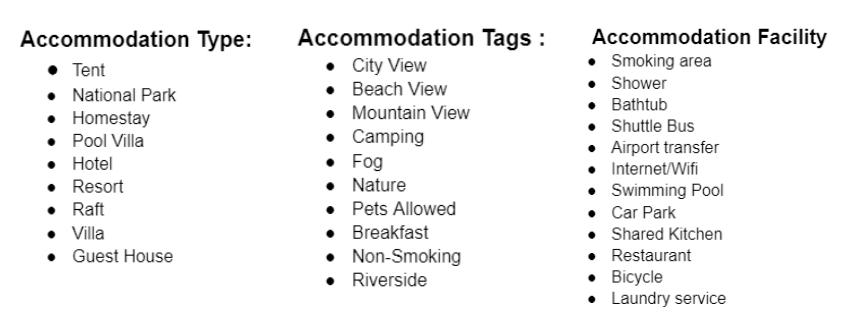 Accommodation Type:
• Tent
• National Park
• Homestay
• Pool Villa
• Hotel
• Resort
• Raft
• Villa
• Guest House
Accommodation Tags :
• City View
• Beach View
• Mountain View
• Camping
• Fog
• Nature
• Pets Allowed
• Breakfast
• Non-Smoking
• Riverside
Accommodation Facility
• Smoking area
• Shower
• Bathtub
• Shuttle Bus
• Airport transfer
• Internet/Wifi
• Swimming Pool
• Car Park
• Shared Kitchen
• Restaurant
• Bicycle
• Laundry service